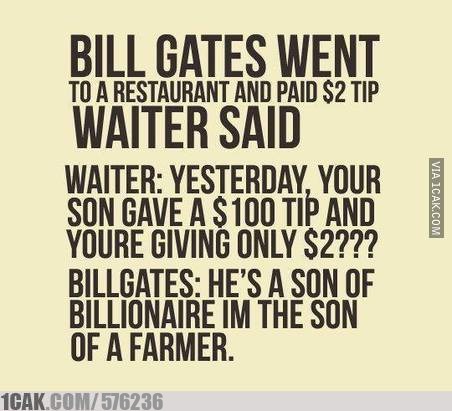 BILL GATES WENT
TO A RESTAURANT AND PAID $2 TIP
WAITER SAID
WAITER: YESTERDAY, YOUR
SON GAVE A $100 TIP AND
YOURE GIVING ONLY $2???
BILLGATES: HE'S A SON OF
BILLIONAIRE IM THE SON
OF A FARMER.
VIA 1CAK.COM
1CAK.COM/576236